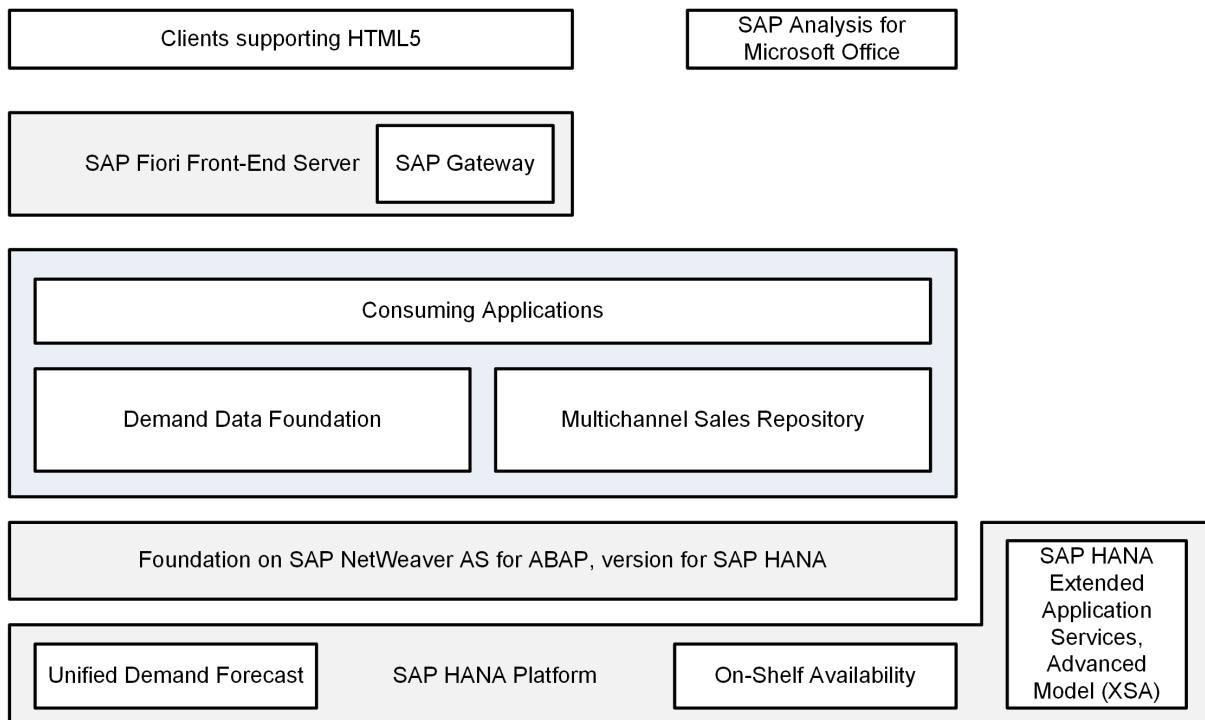 Clients supporting HTML5
SAP Analysis for
Microsoft Office
SAP Fiori Front-End Server
SAP Gateway
Consuming Applications
Demand Data Foundation
Multichannel Sales Repository
Foundation on SAP NetWeaver AS for ABAP, version for SAP HANA
SAP HANA
Extended
Application
Services,
Advanced
Model (XSA)
Unified Demand Forecast
SAP HANA Platform
On-Shelf Availability